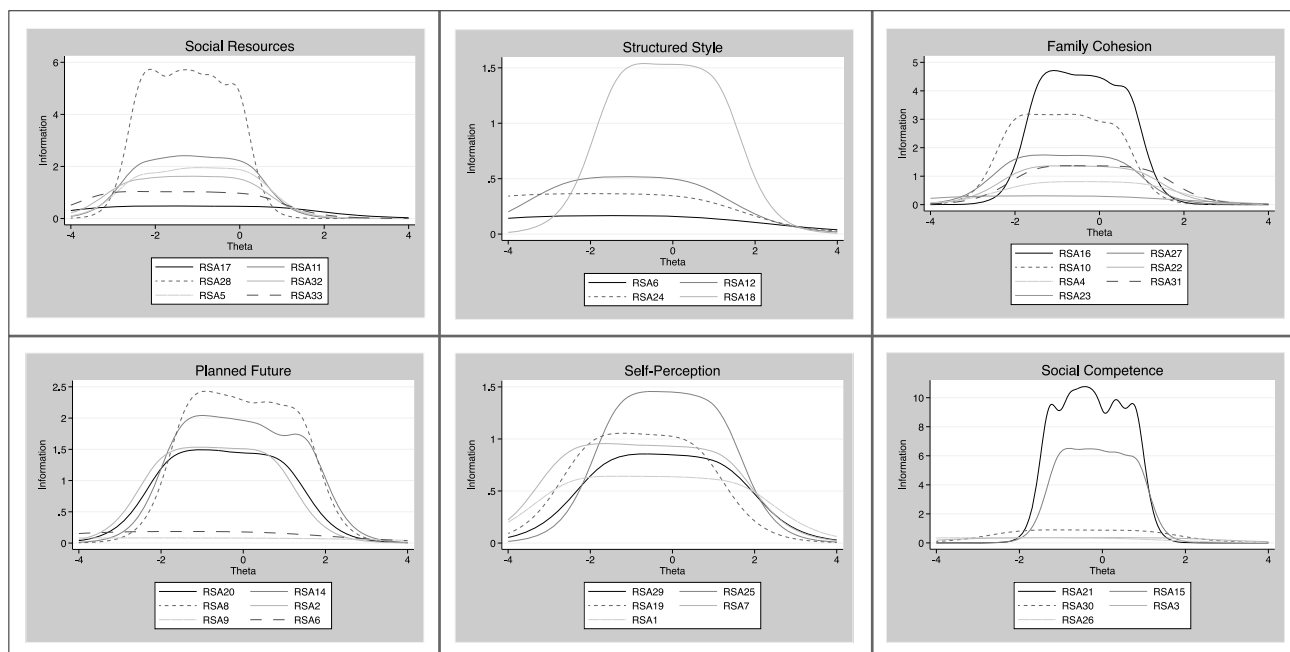 Social Resources
Information
6
4
2
0
-4 -2 0 2 4
Theta
RSA17 RSA11
RSA28 RSA32
RSA5 RSA33
Structured Style
Information
1.5
1
.5
0
-4 -2 0 2 4
Theta
RSA6 RSA12
RSA24 RSA18
Family Cohesion
Information
5
4
3
2
1
0
-4 -2 0 2 4
Theta
RSA16 RSA27
RSA10 RSA22
RSA4 RSA31
RSA23
Planned Future
Information
2.5
2
1.5
1
.5
0
-4 -2 0 2 4
Theta
RSA20 RSA14
RSA8 RSA2
RSA9 RSA6
Self-Perception
Information
1.5
1
.5
0
-4 -2 0 2 4
Theta
RSA29 RSA25
RSA19 RSA7
RSA1
Social Competence
Information
10
8
6
4
2
0
-4 -2 0 2 4
Theta
RSA21 RSA15
RSA30 RSA3
RSA26